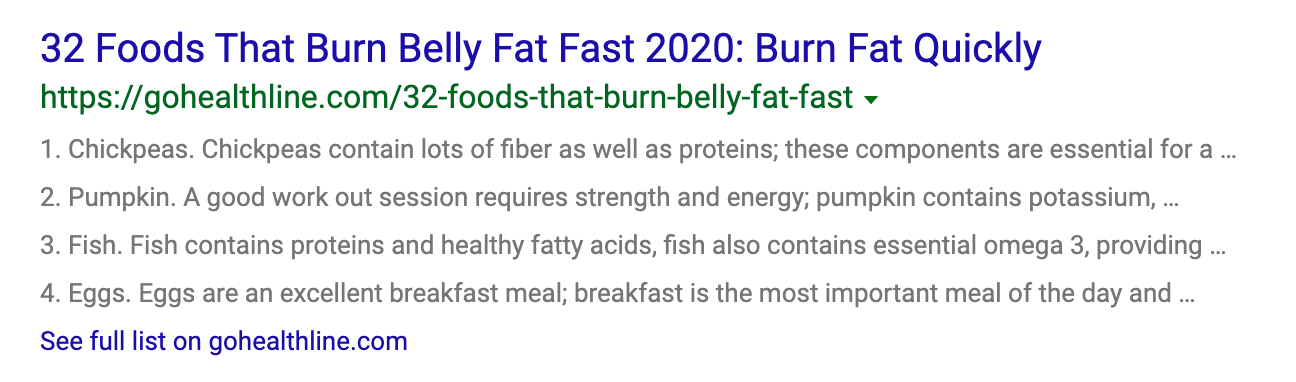 32 Foods That Burn Belly Fat Fast 2020: Burn Fat Quickly
https://gohealthline.com/32-foods-that-burn-belly-fat-fast
1. Chickpeas. Chickpeas contain lots of fiber as well as proteins; these components are essential for a ...
2. Pumpkin. A good work out session requires strength and energy; pumpkin contains potassium, ...
3. Fish. Fish contains proteins and healthy fatty acids, fish also contains essential omega 3, providing ...
4. Eggs. Eggs are an excellent breakfast meal; breakfast is the most important meal of the day and ...
See full list on gohealthline.com